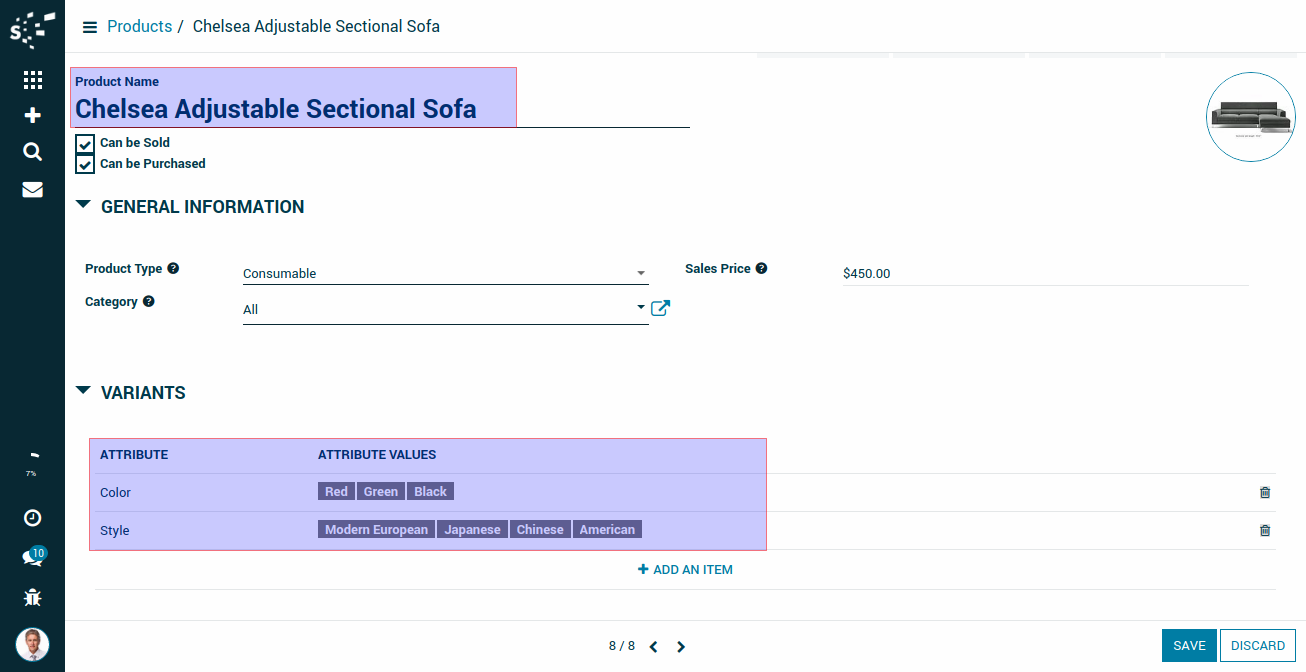 Products / Chelsea Adjustable Sectional Sofa
Product Name
Chelsea Adjustable Sectional Sofa
Can be Sold
Can be Purchased
GENERAL INFORMATION
Product Type Consumable Sales Price $450.00
Category All
VARIANTS
ATTRIBUTE ATTRIBUTE VALUES
Color Red Green Black
Style Modern European Japanese Chinese American
+ ADD AN ITEM
7%
10
8 / 8
SAVE DISCARD